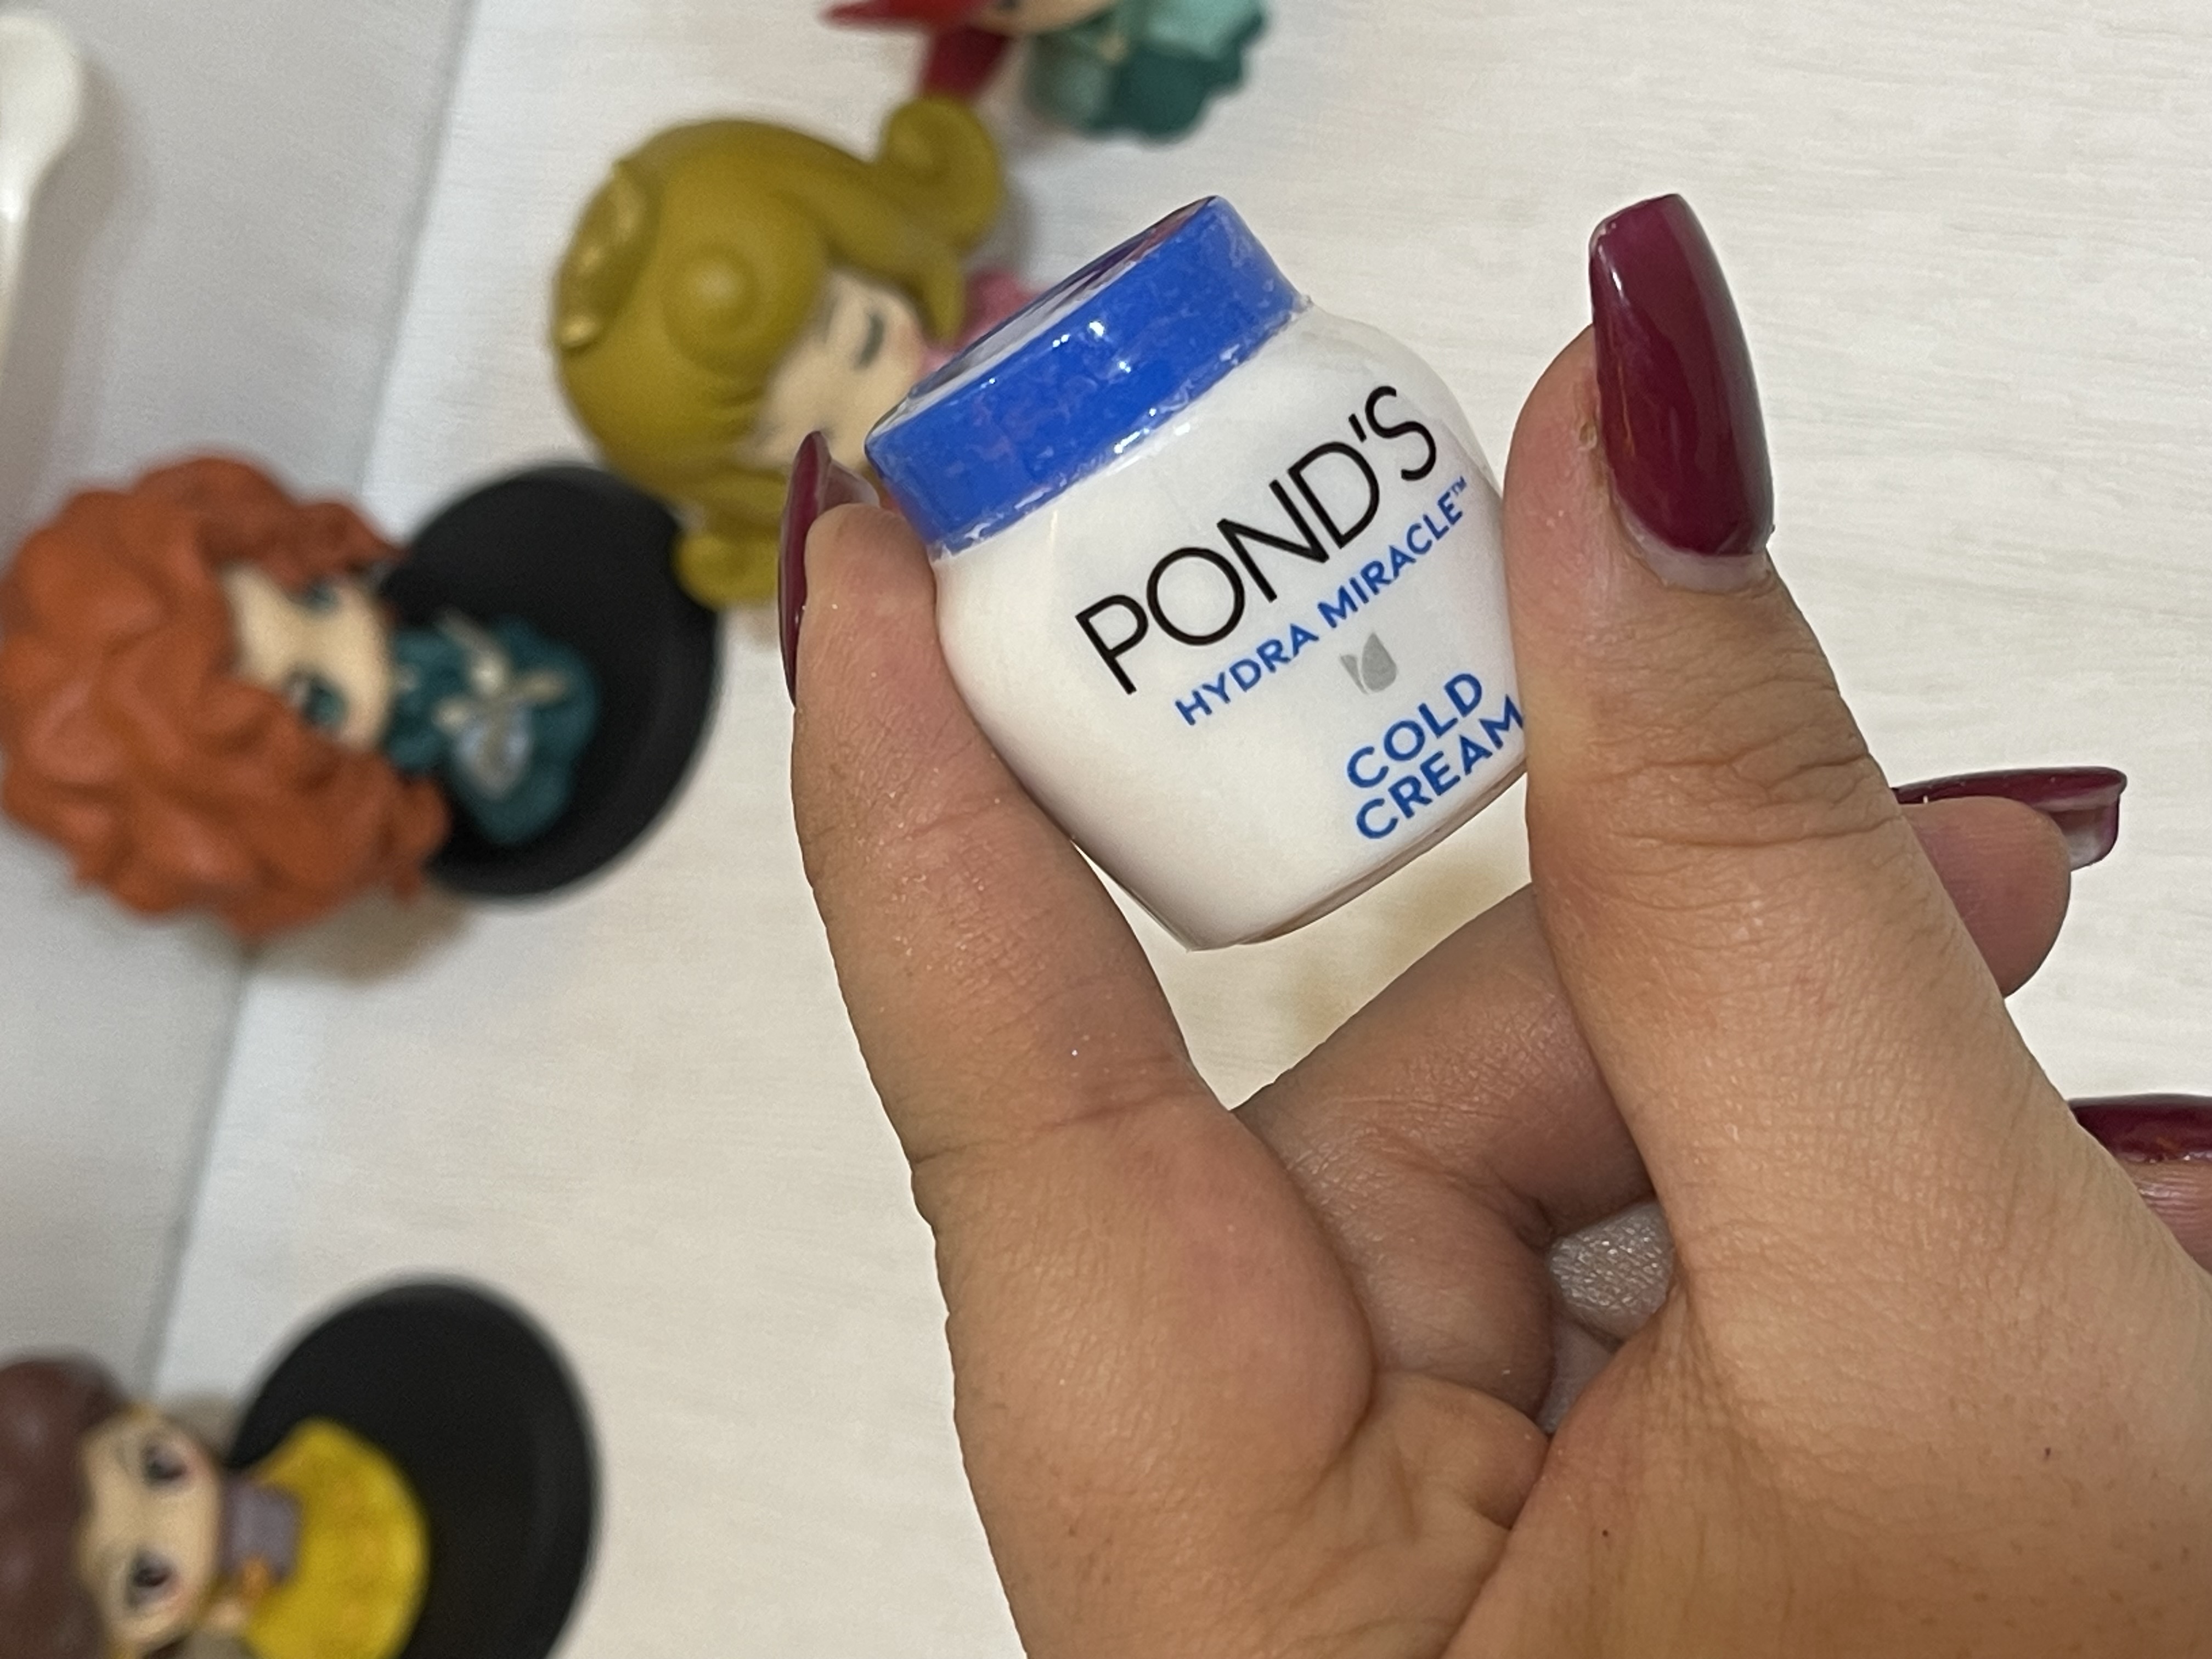 POND'S
HYDRA MIRACLE™
COLD
CREAM